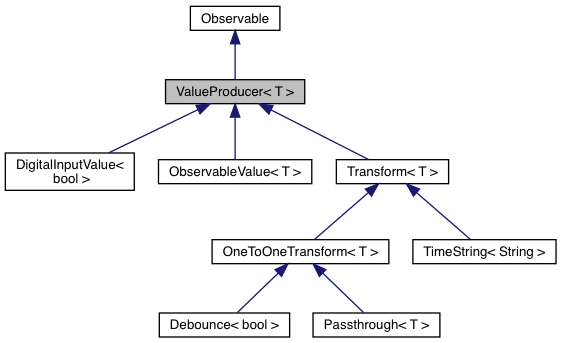 Observable
ValueProducer< T >
DigitalInputValue<
bool >
ObservableValue< T >
Transform< T >
OneToOneTransform< T >
TimeString< String >
Debounce< bool >
Passthrough< T >